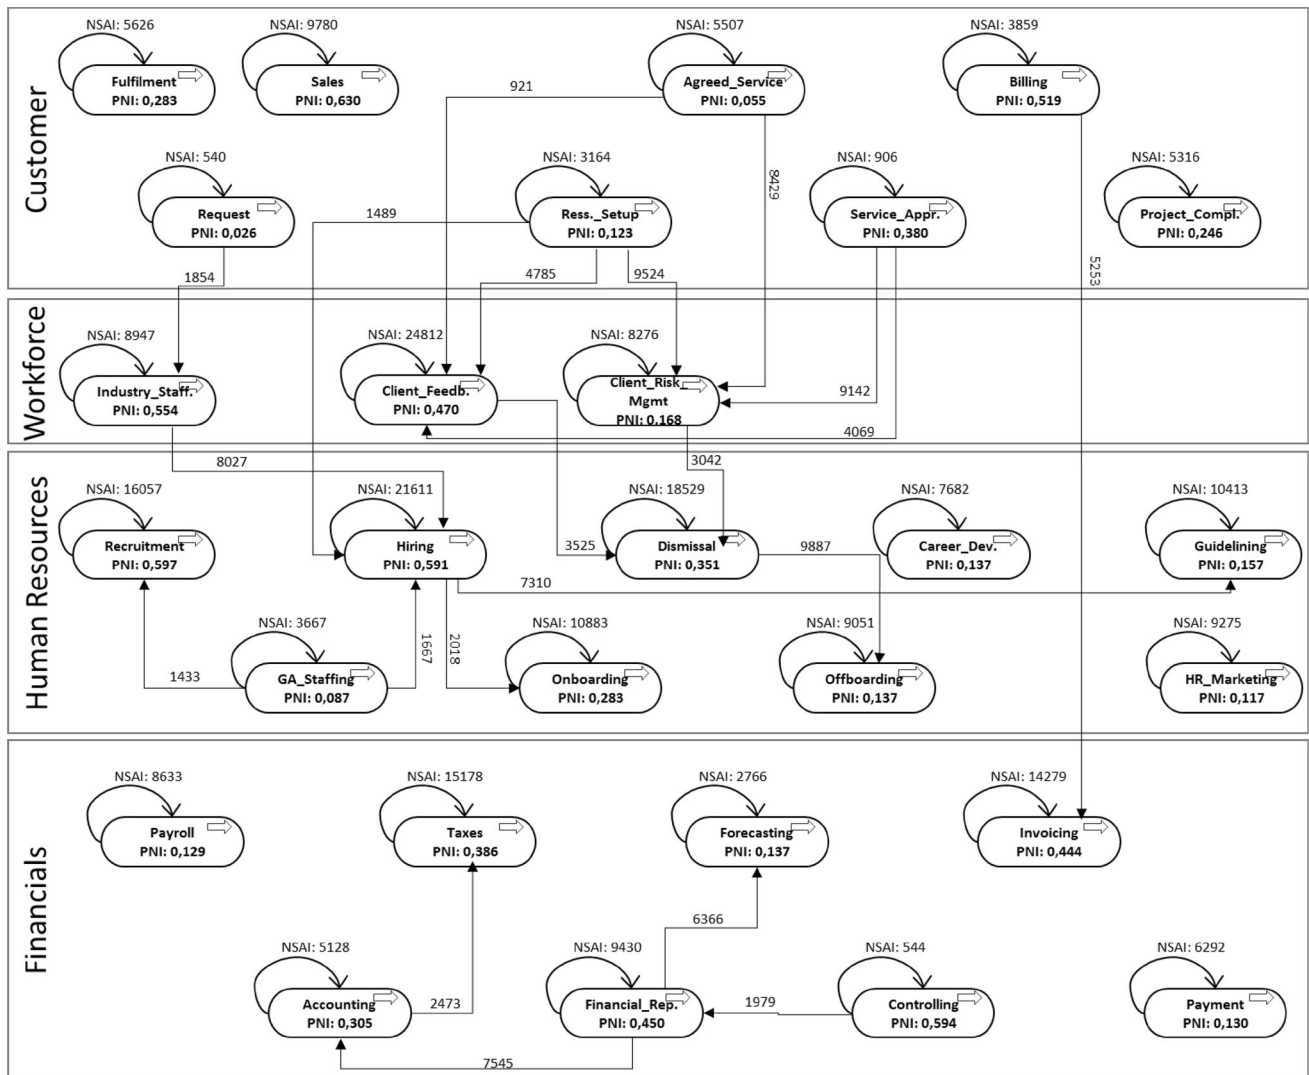 Customer
NSAI: 5626
NSAI: 9780
NSAI: 5507
NSAI: 3859
Fulfilment
PNI: 0,283
Sales
PNI: 0,630
921
Agreed_Service
PNI: 0,055
Billing
PNI: 0,519
NSAI: 540
NSAI: 3164
8429
NSAI: 906
NSAI: 5316
Request
PNI: 0,026
1489
Ress._Setup
PNI: 0,123
Service_Appr.
PNI: 0,380
Project_Compl.
PNI: 0,246
1854
4785
9524
5253
Workforce
NSAI: 8947
NSAI: 24812
NSAI: 8276
Industry_Staff.
PNI: 0,554
Client_Feedb.
PNI: 0,470
Client_Risk_
Mgmt
PNI: 0.168
9142
4069
Human Resources
8027
3042
NSAI: 16057
NSAI: 21611
NSAI: 18529
NSAI: 7682
NSAI: 10413
Recruitment
PNI: 0,597
Hiring
PNI: 0,591
3525
Dismissal
PNI: 0,351
9887
Career_Dev.
PNI: 0,137
Guidelining
PNI: 0,157
7310
NSAI: 3667
1667
2018
NSAI: 10883
NSAI: 9051
NSAI: 9275
1433
GA_Staffing
PNI: 0,087
Onboarding
PNI: 0,283
Offboarding
PNI: 0,137
HR_Marketing
PNI: 0,117
Financials
NSAI: 8633
NSAI: 15178
NSAI: 2766
NSAI: 14279
Payroll
PNI: 0,129
Taxes
PNI: 0,386
Forecasting
PNI: 0,137
Invoicing
PNI: 0,444
6366
NSAI: 5128
NSAI: 9430
NSAI: 544
NSAI: 6292
Accounting
PNI: 0,305
2473
Financial_Rep.
PNI: 0,450
1979
Controlling
PNI: 0,594
Payment
PNI: 0,130
7545